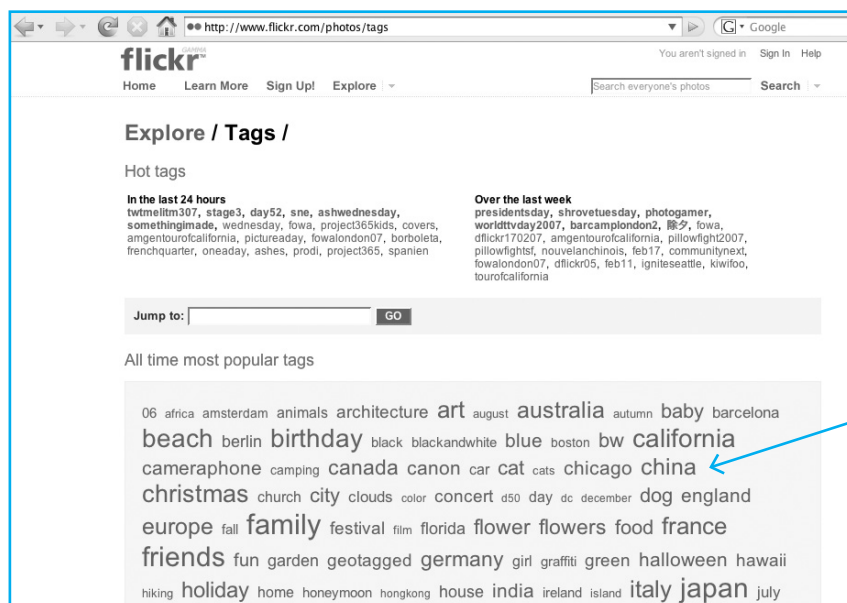 http://www.flickr.com/photos/tags
G Google
flickr™ GAMMA
You aren't signed in Sign In Help
Home Learn More Sign Up! Explore
Search everyone's photos Search
Explore / Tags /
Hot tags
In the last 24 hours
twtmelitm307, stage3, day52, sne, ashwednesday,
somethingimade, wednesday, fowa, project365kids, covers,
amgentourofcalifornia, pictureaday, fowalondon07, borboleta,
frenchquarter, oneaday, ashes, prodi, project365, spanien
Over the last week
presidentsday, shrovetuesday, photogamer,
worldttvday2007, barcamplondon2, 除夕, fowa,
dflickr170207, amgentourofcalifornia, pillowfight2007,
pillowfightsf, nouvelanchinois, feb17, communitynext,
fowalondon07, dflickr05, feb11, igniteseattle, kiwifoo,
tourofcalifornia
Jump to: GO
All time most popular tags
06 africa amsterdam animals architecture art august australia autumn baby barcelona
beach berlin birthday black blackandwhite blue boston bw california
cameraphone camping canada canon car cat cats chicago china
christmas church city clouds color concert d50 day dc december dog england
europe fall family festival film florida flower flowers food france
friends fun garden geotagged germany girl graffiti green halloween hawaii
hiking holiday home honeymoon hongkong house india ireland island italy japan july